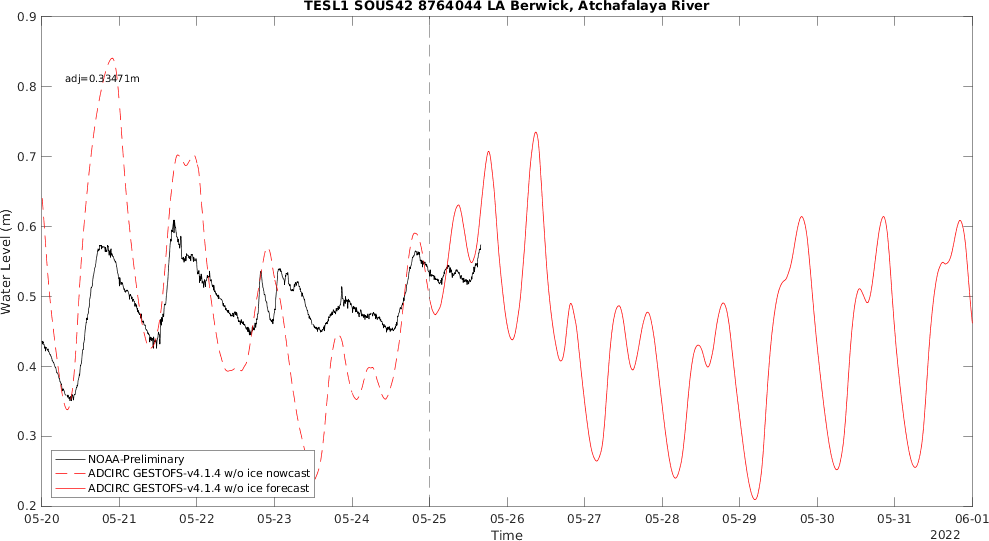 TESL1 SOUS42 8764044 LA Berwick, Atchafalaya River
0.9
0.8
0.7
0.6
0.5
0.4
0.3
0.2
Water Level (m)
adj=0.33471m
NOAA-Preliminary
ADCIRC GESTOFS-v4.1.4 w/o ice nowcast
ADCIRC GESTOFS-v4.1.4 w/o ice forecast
05-20 05-21 05-22 05-23 05-24 05-25 05-26 05-27 05-28 05-29 05-30 05-31 06-01
Time
2022